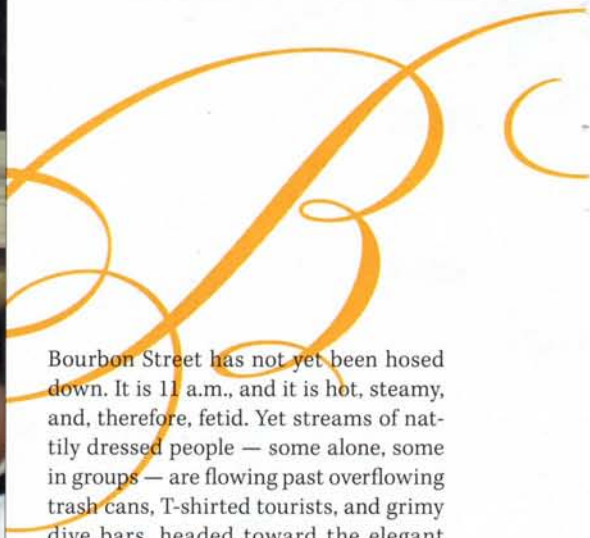 B
Bourbon Street has not yet been hosed
down. It is 11 a.m., and it is hot, steamy,
and, therefore, fetid. Yet streams of nat-
tily dressed people — some alone, some
in groups — are flowing past overflowing
trash cans, T-shirted tourists, and grimy
dive bars, headed toward the elegant